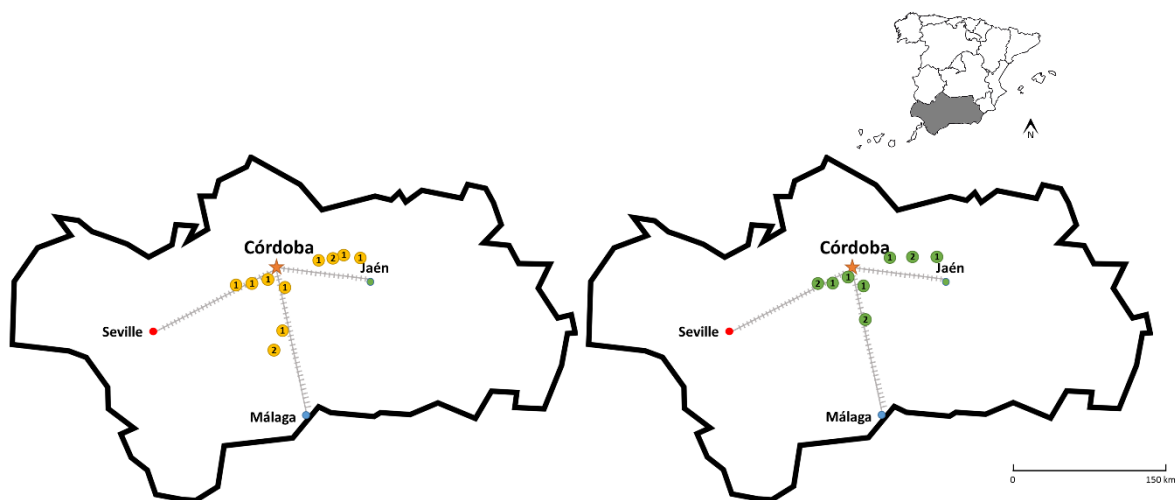 N
Córdoba
1 2 1 1
Jaén
1 1 1 1
Seville
1
2
Málaga
Córdoba
1 2 1
Jaén
2 1 1 1
Seville
2
Málaga
0 150 km